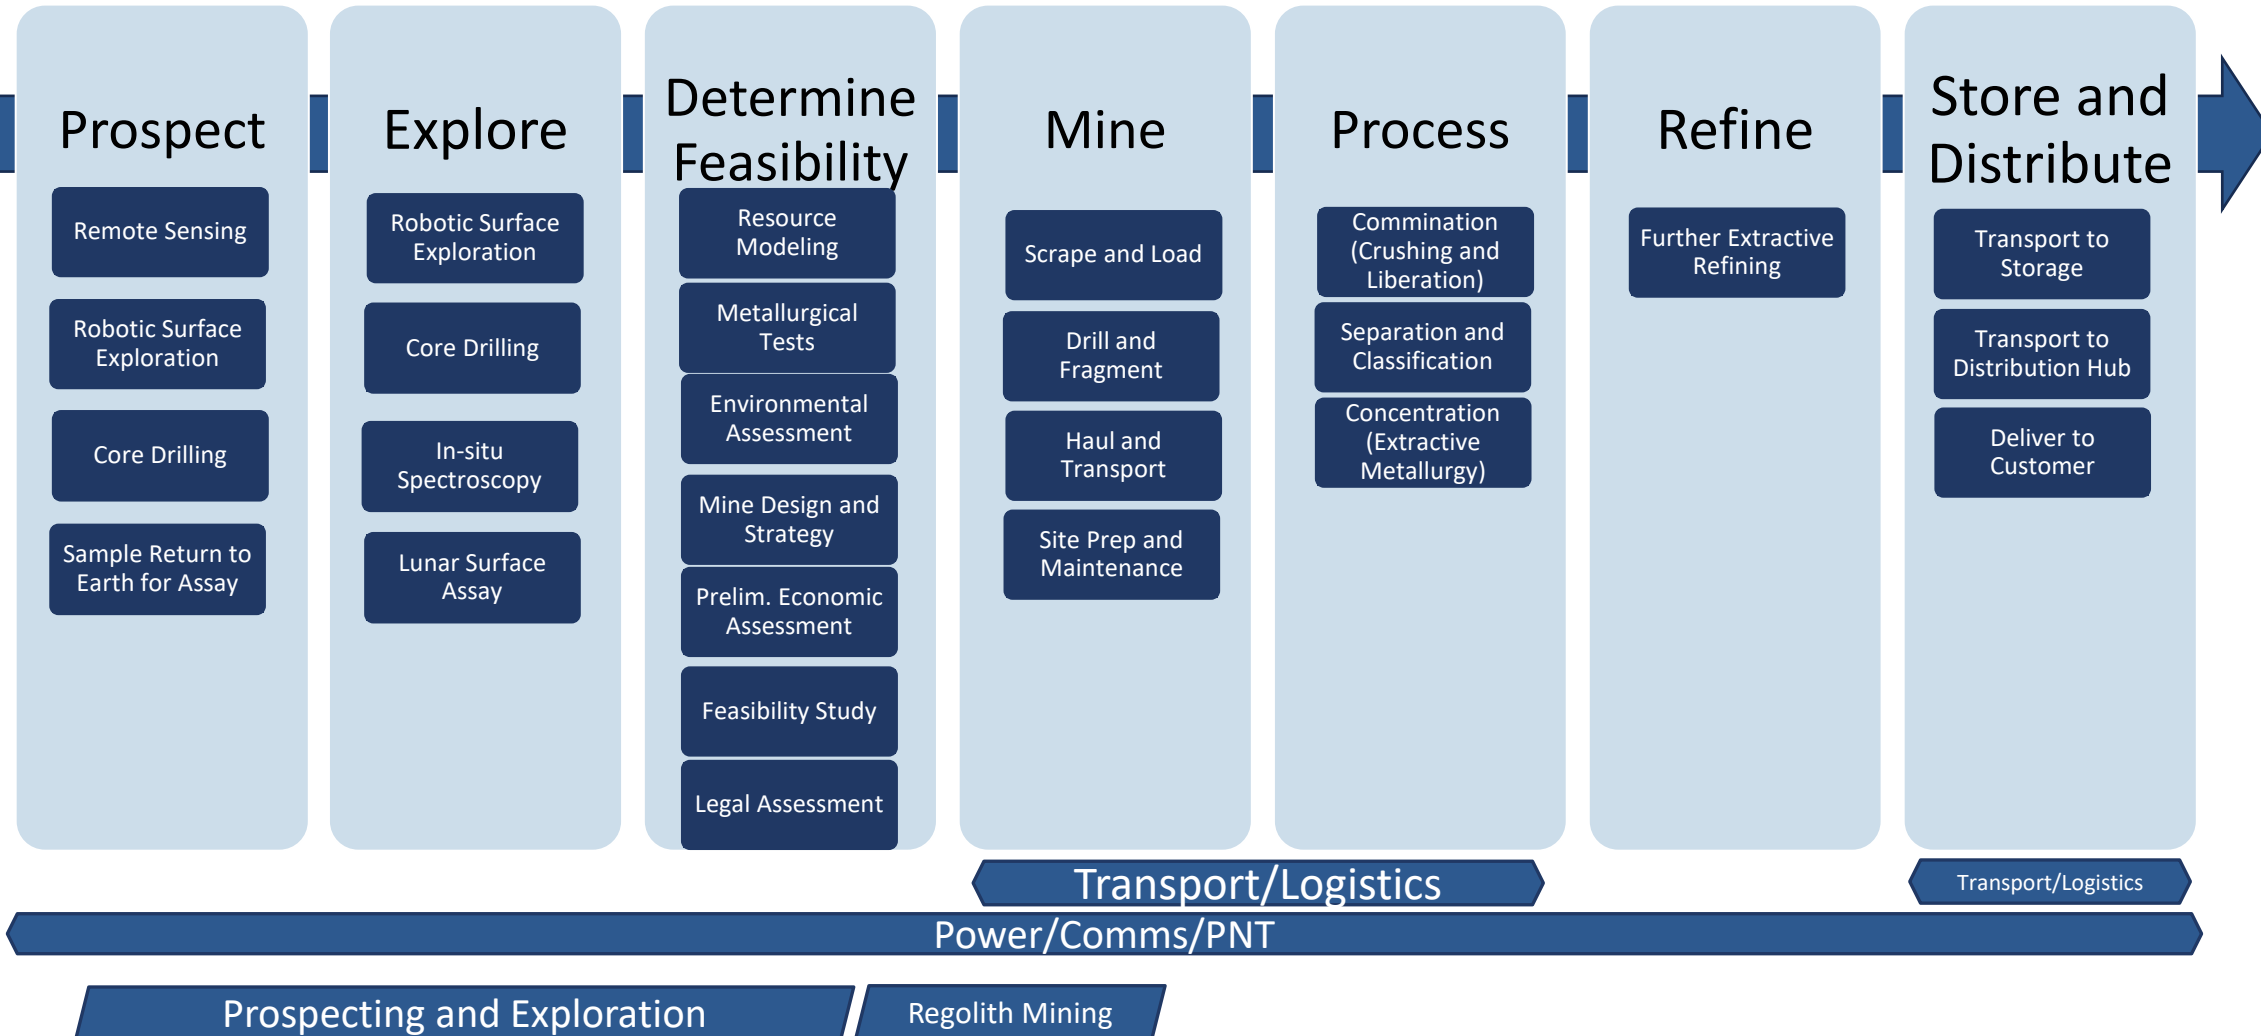 Prospect
Remote Sensing
Robotic Surface
Exploration
Core Drilling
Sample Return to
Earth for Assay
Explore
Robotic Surface
Exploration
Core Drilling
In-situ
Spectroscopy
Lunar Surface
Assay
Determine
Feasibility
Resource
Modeling
Metallurgical
Tests
Environmental
Assessment
Mine Design and
Strategy
Prelim. Economic
Assessment
Feasibility Study
Legal Assessment
Mine
Scrape and Load
Drill and
Fragment
Haul and
Transport
Site Prep and
Maintenance
Process
Commination
(Crushing and
Liberation)
Separation and
Classification
Concentration
(Extractive
Metallurgy)
Refine
Further Extractive
Refining
Store and
Distribute
Transport to
Storage
Transport to
Distribution Hub
Deliver to
Customer
Transport/Logistics
Transport/Logistics
Power/Comms/PNT
Prospecting and Exploration
Regolith Mining